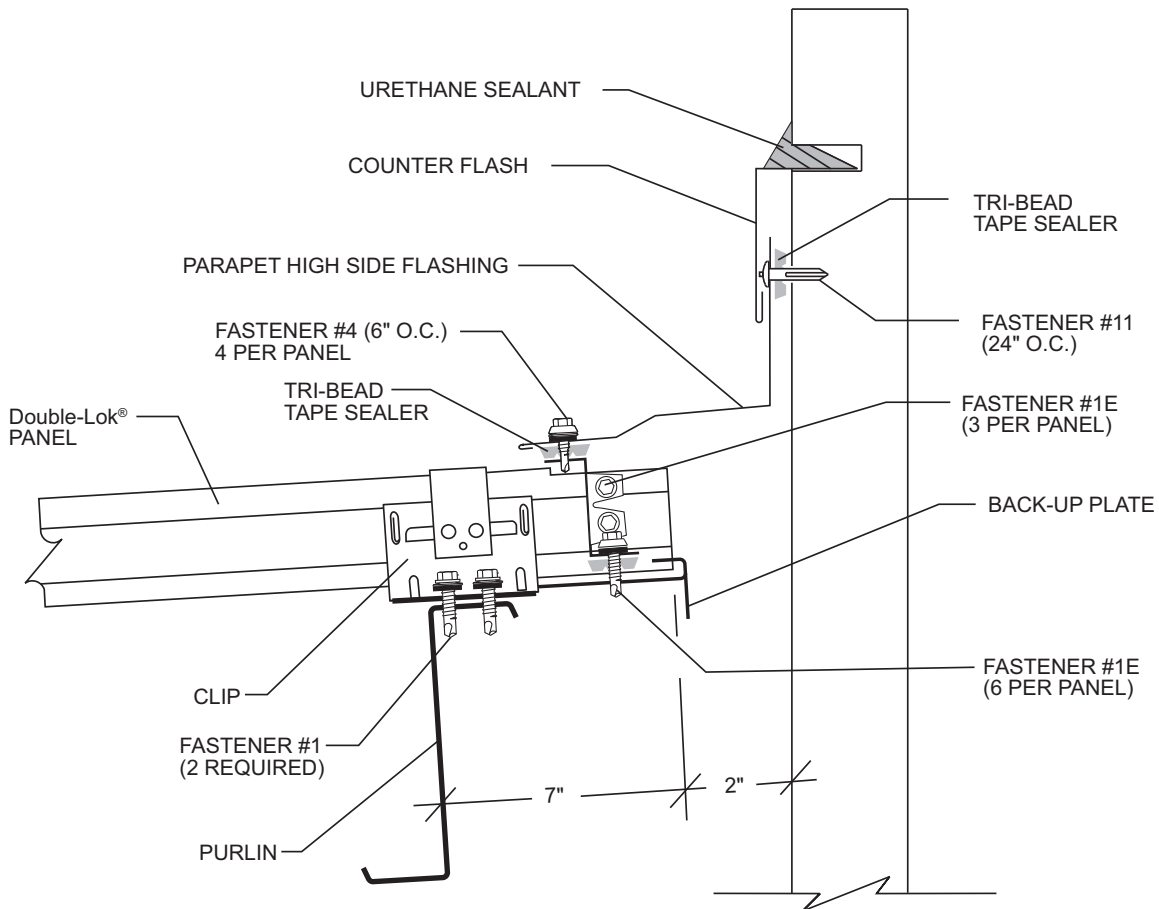 URETHANE SEALANT
COUNTER FLASH
TRI-BEAD
TAPE SEALER
PARAPET HIGH SIDE FLASHING
FASTENER #4 (6" O.C.)
4 PER PANEL
FASTENER #11
(24" O.C.)
TRI-BEAD
TAPE SEALER
Double-Lok®
PANEL
FASTENER #1E
(3 PER PANEL)
BACK-UP PLATE
CLIP
FASTENER #1E
(6 PER PANEL)
FASTENER #1
(2 REQUIRED)
7"
2"
PURLIN